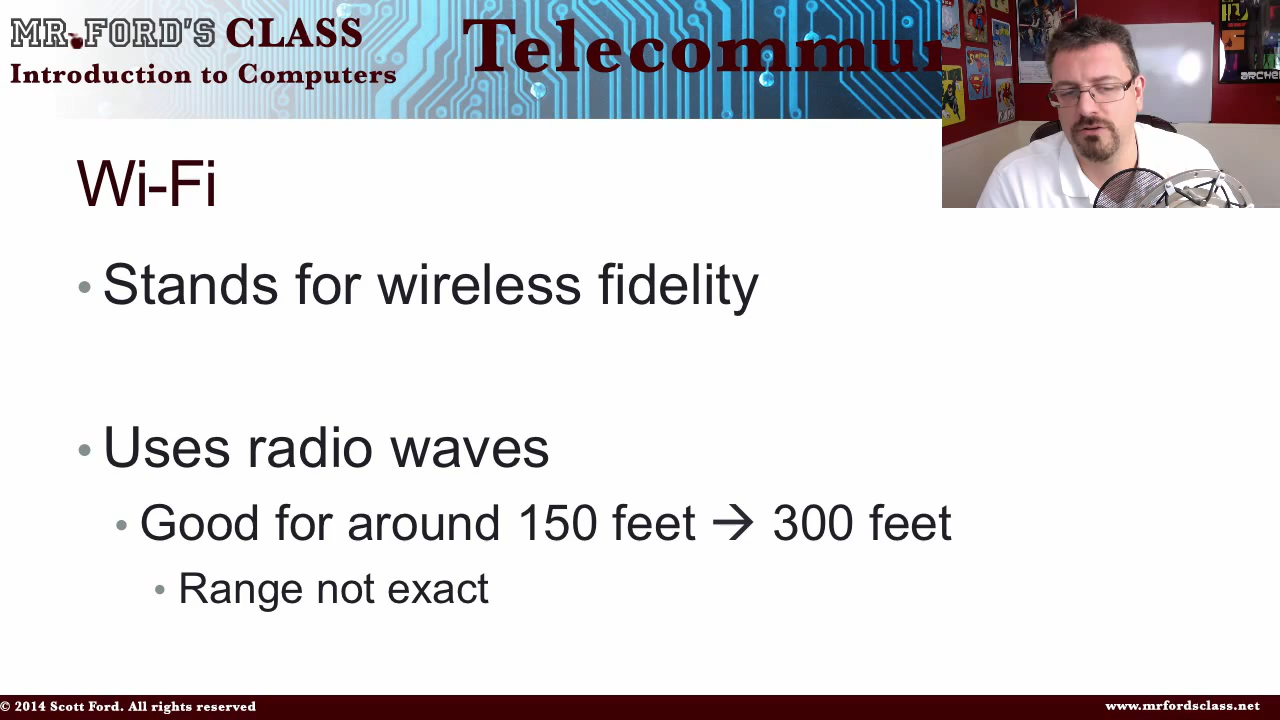 MR.FORD'S CLASS
Introduction to Computers
Wi-Fi
• Stands for wireless fidelity
• Uses radio waves
• Good for around 150 feet → 300 feet
• Range not exact
© 2014 Scott Ford. All rights reserved
www.mrfordsclass.net